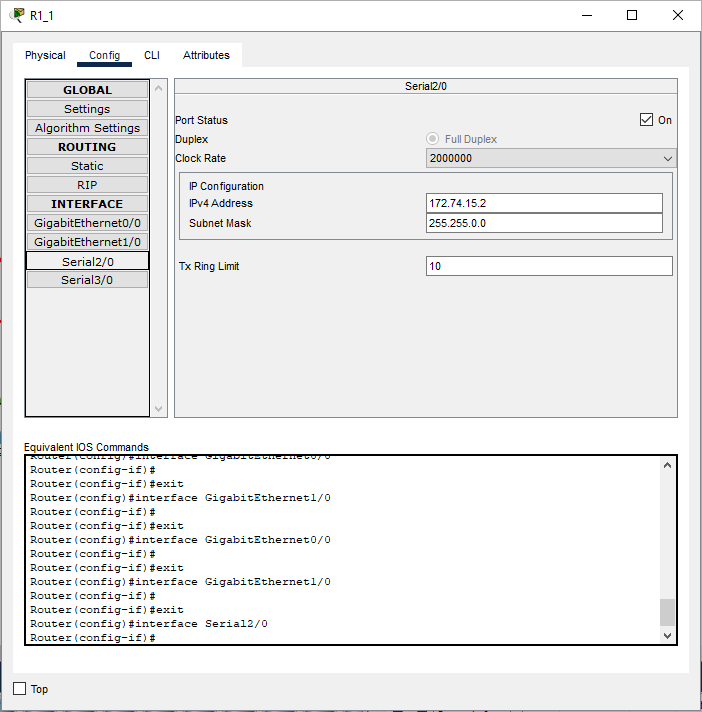 R1_1
Physical Config CLI Attributes
GLOBAL
Settings
Algorithm Settings
ROUTING
Static
RIP
INTERFACE
GigabitEthernet0/0
GigabitEthernet1/0
Serial2/0
Serial3/0
Serial2/0
Port Status On
Duplex Full Duplex
Clock Rate 2000000
IP Configuration
IPv4 Address 172.74.15.2
Subnet Mask 255.255.0.0
Tx Ring Limit 10
Equivalent IOS Commands
Router(config)#interface GigabitEthernet0/0
Router(config-if)#
Router(config-if)#exit
Router(config)#interface GigabitEthernet1/0
Router(config-if)#
Router(config-if)#exit
Router(config)#interface GigabitEthernet0/0
Router(config-if)#
Router(config-if)#exit
Router(config)#interface GigabitEthernet1/0
Router(config-if)#
Router(config-if)#exit
Router(config)#interface Serial2/0
Router(config-if)#
Top